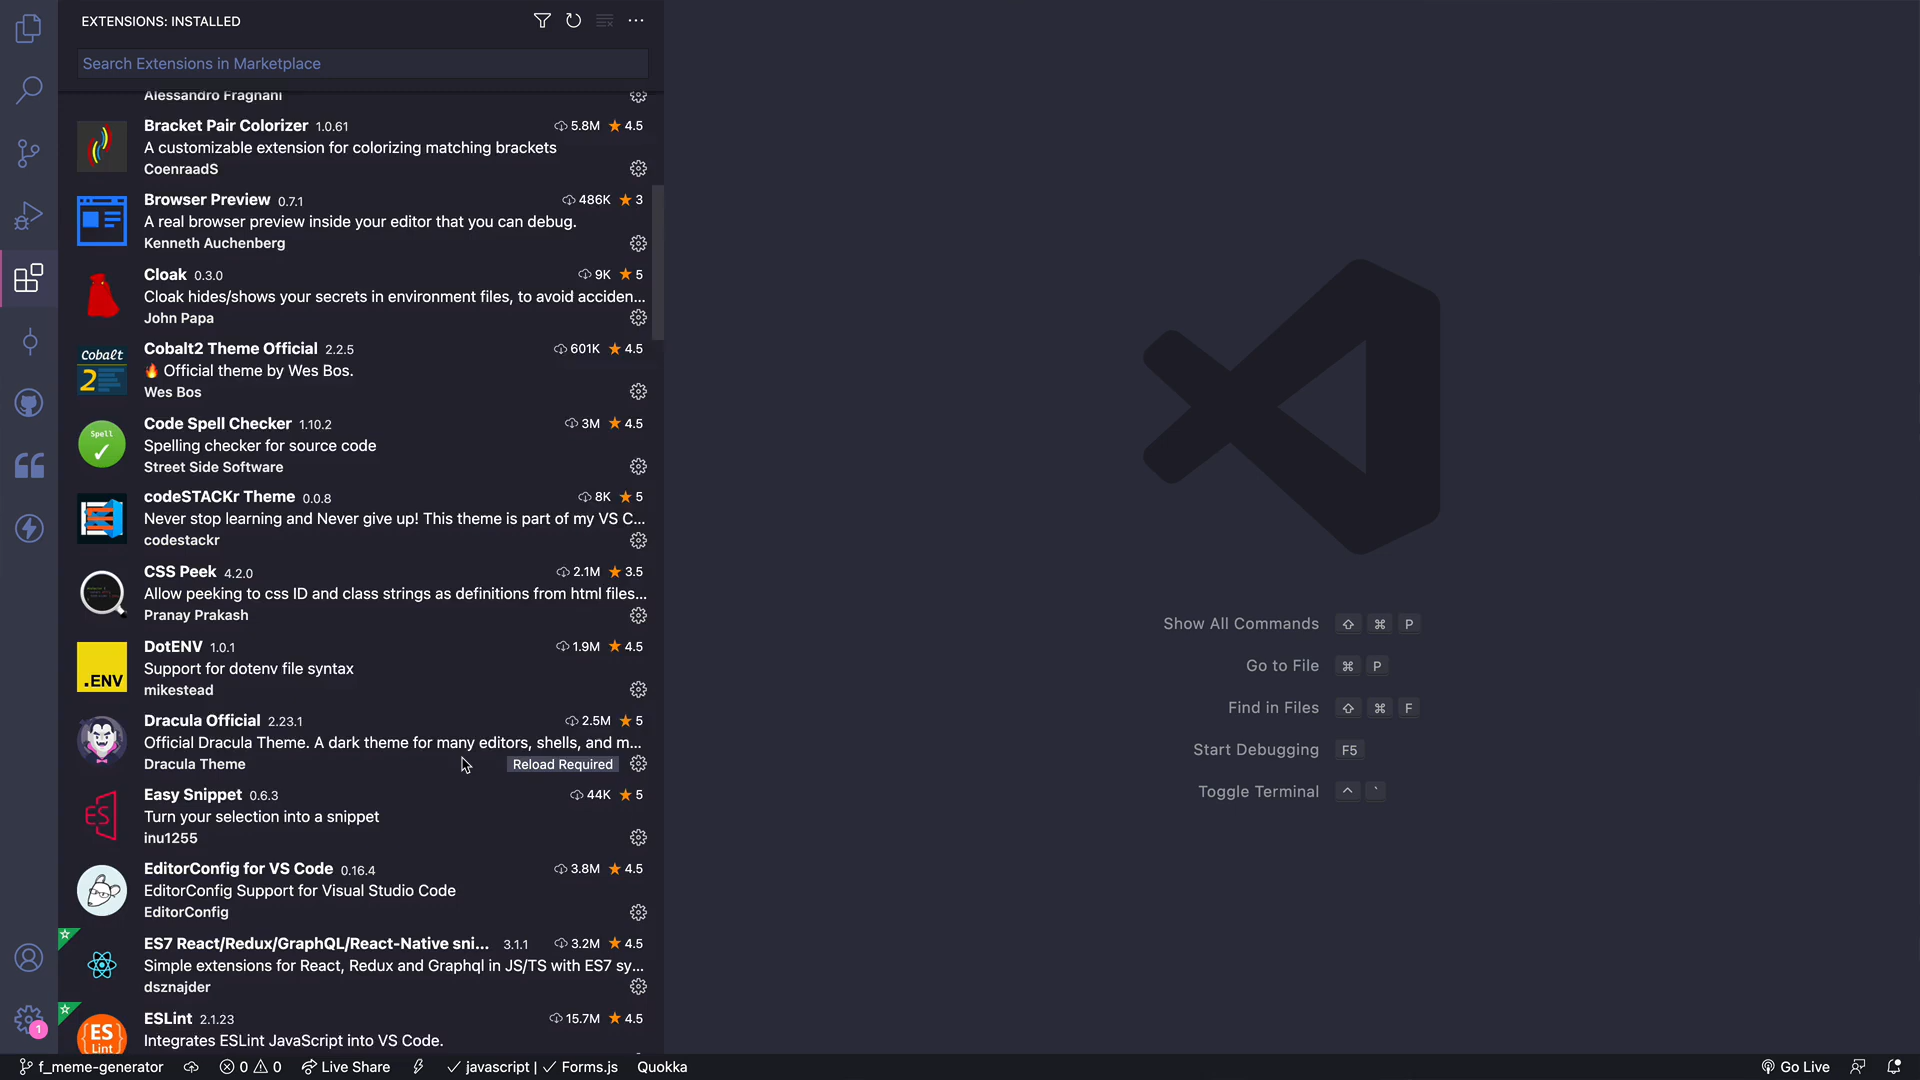 EXTENSIONS: INSTALLED
Search Extensions in Marketplace
Alessandro Fragnani
Bracket Pair Colorizer 1.0.61 5.8M 4.5
A customizable extension for colorizing matching brackets
CoenraadS
Browser Preview 0.7.1 486K 3
A real browser preview inside your editor that you can debug.
Kenneth Auchenberg
Cloak 0.3.0 9K 5
Cloak hides/shows your secrets in environment files, to avoid acciden...
John Papa
Cobalt
2
Cobalt2 Theme Official 2.2.5 601K 4.5
🔥 Official theme by Wes Bos.
Wes Bos
Spell
Code Spell Checker 1.10.2 3M 4.5
Spelling checker for source code
Street Side Software
codeSTACKr Theme 0.0.8 8K 5
Never stop learning and Never give up! This theme is part of my VS C...
codestackr
CSS Peek 4.2.0 2.1M 3.5
Allow peeking to css ID and class strings as definitions from html files...
Pranay Prakash
.ENV
DotENV 1.0.1 1.9M 4.5
Support for dotenv file syntax
mikestead
Dracula Official 2.23.1 2.5M 5
Official Dracula Theme. A dark theme for many editors, shells, and m...
Dracula Theme Reload Required
ES
Easy Snippet 0.6.3 44K 5
Turn your selection into a snippet
inu1255
EditorConfig for VS Code 0.16.4 3.8M 4.5
EditorConfig Support for Visual Studio Code
EditorConfig
ES7 React/Redux/GraphQL/React-Native sni... 3.1.1 3.2M 4.5
Simple extensions for React, Redux and Graphql in JS/TS with ES7 sy...
dsznajder
{ES}
Lint
ESLint 2.1.23 15.7M 4.5
Integrates ESLint JavaScript into VS Code.
Show All Commands ⇧ ⌘ P
Go to File ⌘ P
Find in Files ⇧ ⌘ F
Start Debugging F5
Toggle Terminal ^ `
1
f_meme-generator 0 0 Live Share ✓ javascript | ✓ Forms.js Quokka Go Live